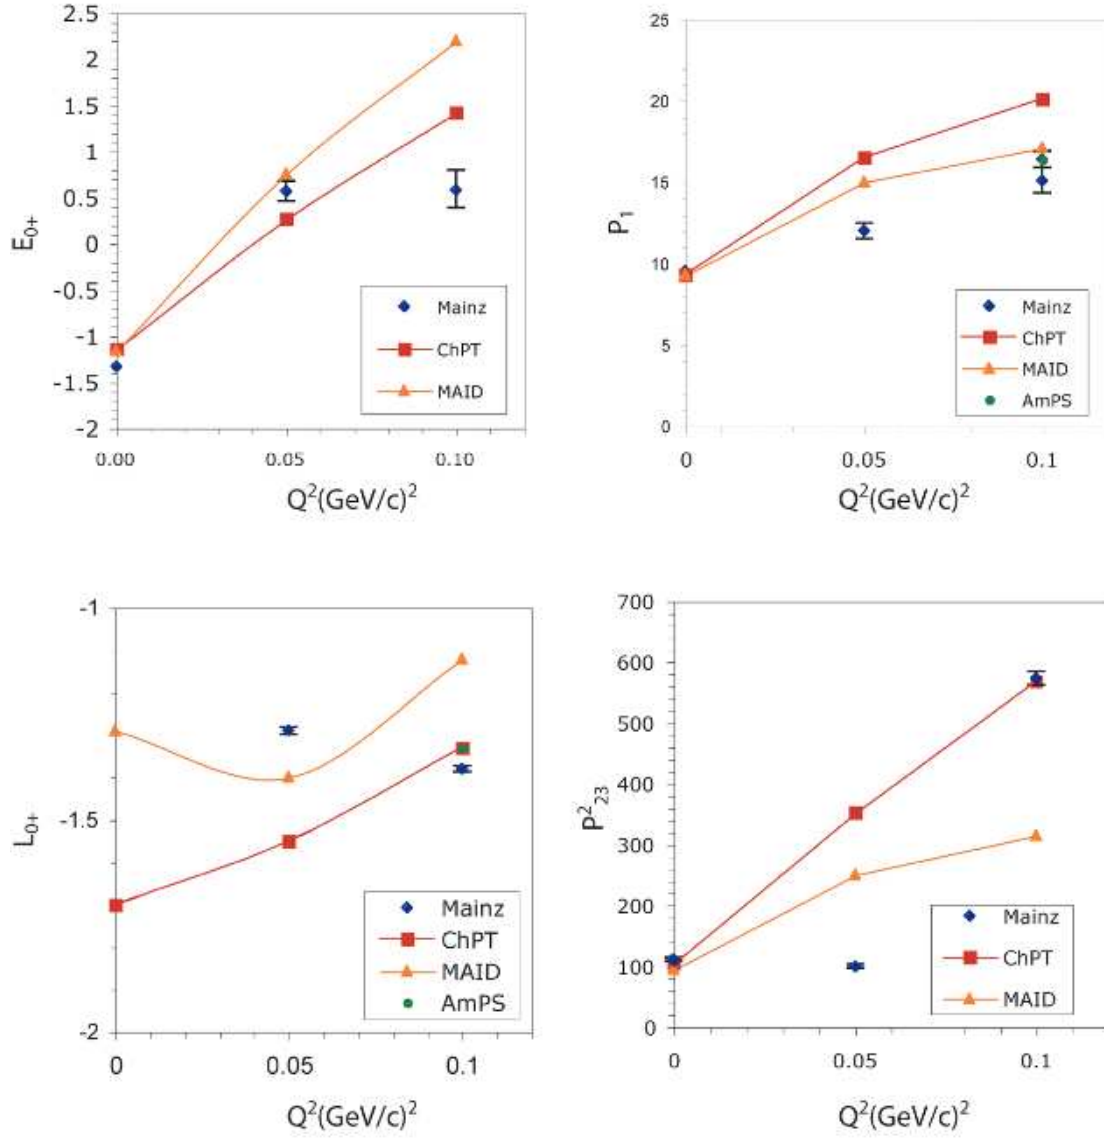 2.5
2
1.5
1
0.5
0
-0.5
-1
-1.5
-2
E0+
0.00 0.05 0.10
Q²(GeV/c)²
Mainz
ChPT
MAID
25
20
15
10
5
0
P1
0 0.05 0.1
Q²(GeV/c)²
Mainz
ChPT
MAID
AmPS
-1
-1.5
-2
L0+
0 0.05 0.1
Q²(GeV/c)²
Mainz
ChPT
MAID
AmPS
700
600
500
400
300
200
100
0
P²23
0 0.05 0.1
Q²(GeV/c)²
Mainz
ChPT
MAID